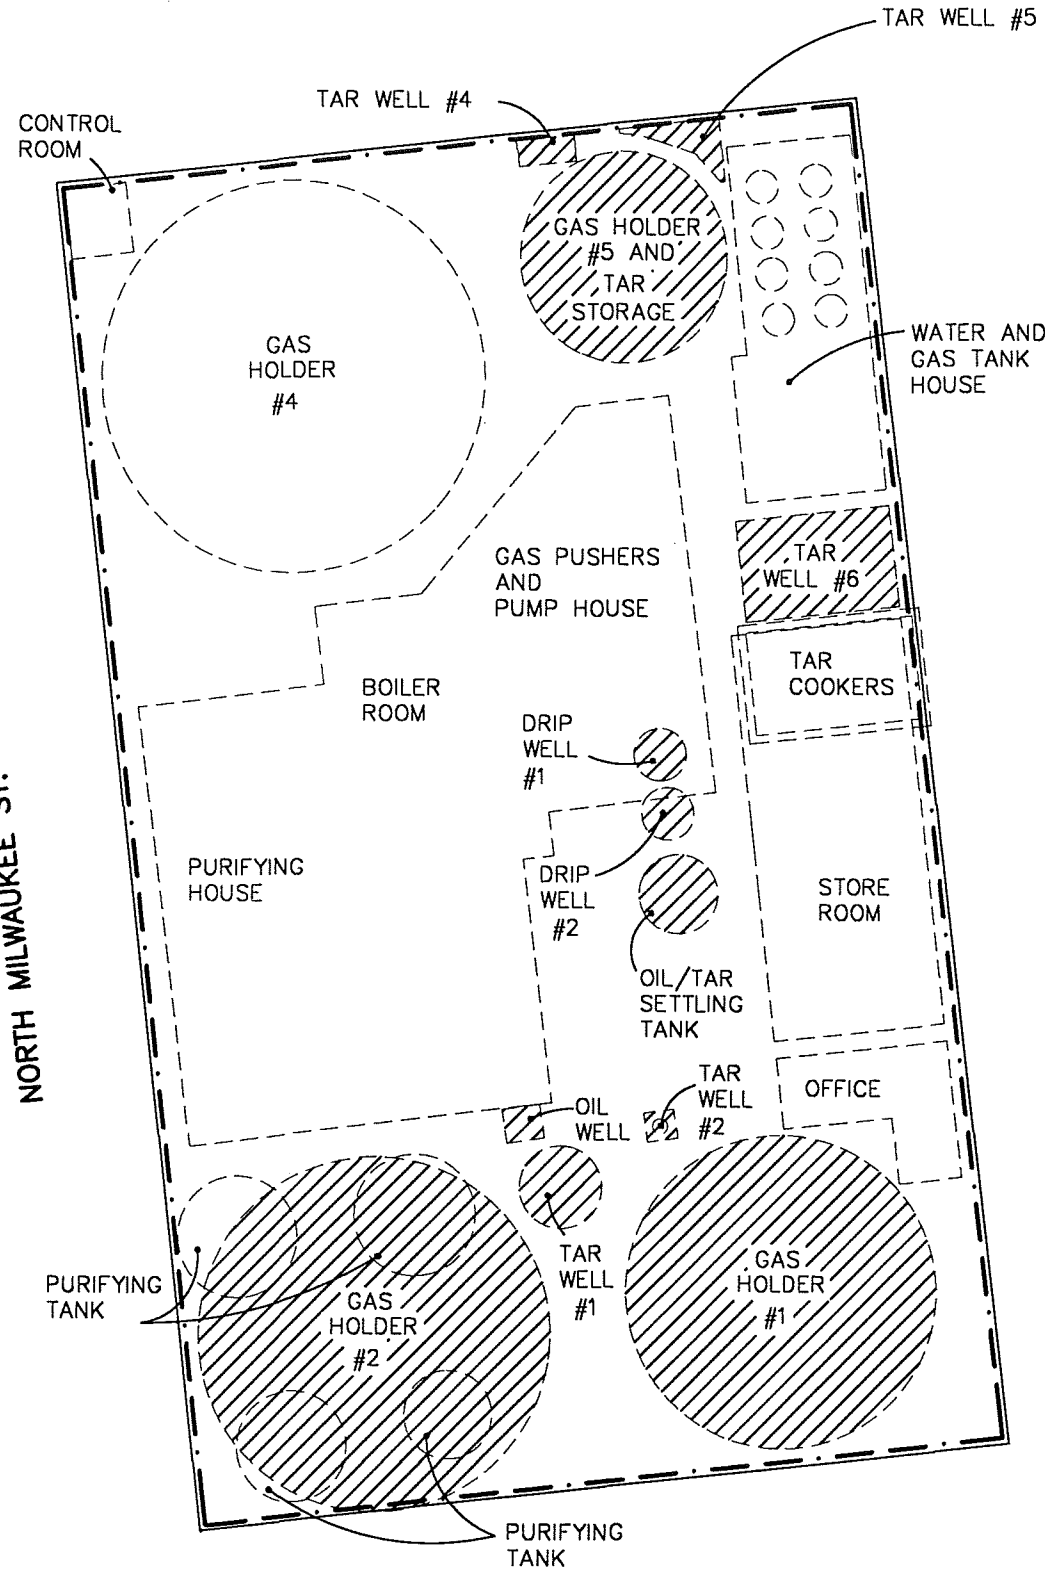 TAR WELL #5
TAR WELL #4
CONTROL
ROOM
GAS HOLDER
#5 AND
TAR
STORAGE
WATER AND
GAS TANK
HOUSE
GAS
HOLDER
#4
GAS PUSHERS
AND
PUMP HOUSE
TAR
WELL #6
TAR
COOKERS
BOILER
ROOM
DRIP
WELL
#1
NORTH MILWAUKEE ST.
PURIFYING
HOUSE
DRIP
WELL
#2
STORE
ROOM
OIL/TAR
SETTLING
TANK
TAR
WELL
#2
OFFICE
OIL
WELL
TAR
WELL
#1
GAS
HOLDER
#1
PURIFYING
TANK
GAS
HOLDER
#2
PURIFYING
TANK